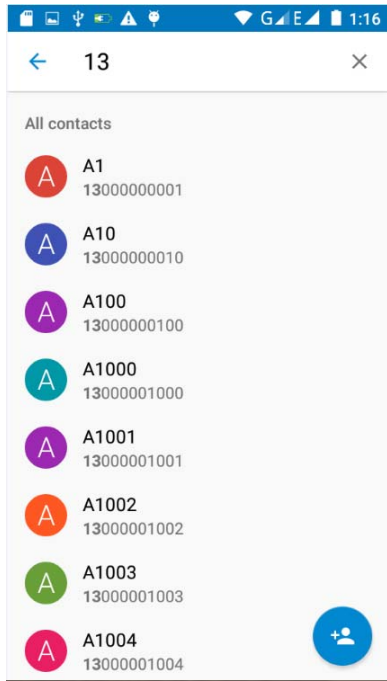 G E 1:16
13
All contacts
A
A1
13000000001
A
A10
13000000010
A
A100
13000000100
A
A1000
13000001000
A
A1001
13000001001
A
A1002
13000001002
A
A1003
13000001003
A
A1004
13000001004